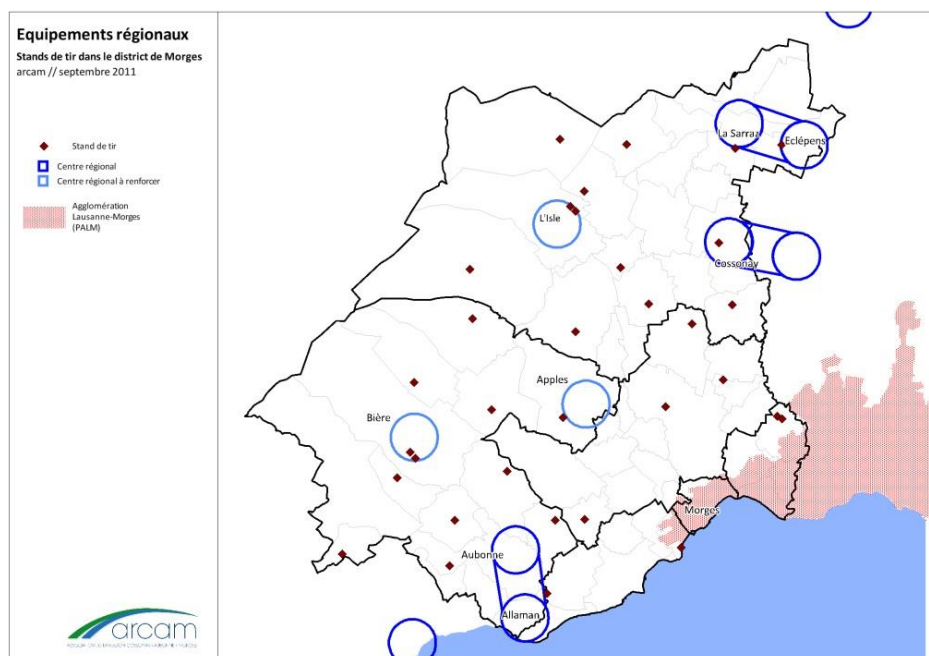 Equipements régionaux
Stands de tir dans le district de Morges
arcam // septembre 2011
Stand de tir
Centre régional
Centre régional à renforcer
Agglomération
Lausanne-Morges
(PALM)
La Sarraz
Eclépens
L'Isle
Cossonay
Apples
Bière
Morges
Aubonne
Allaman
arcam